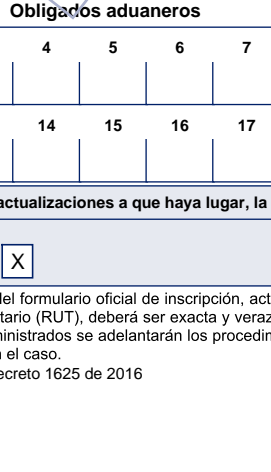 Obligados aduaneros
4 5 6 7
14 15 16 17
actualizaciones a que haya lugar, la
X
del formulario oficial de inscripción, act
tario (RUT), deberá ser exacta y veraz
ministrados se adelantarán los procedim
el caso.
ecreto 1625 de 2016